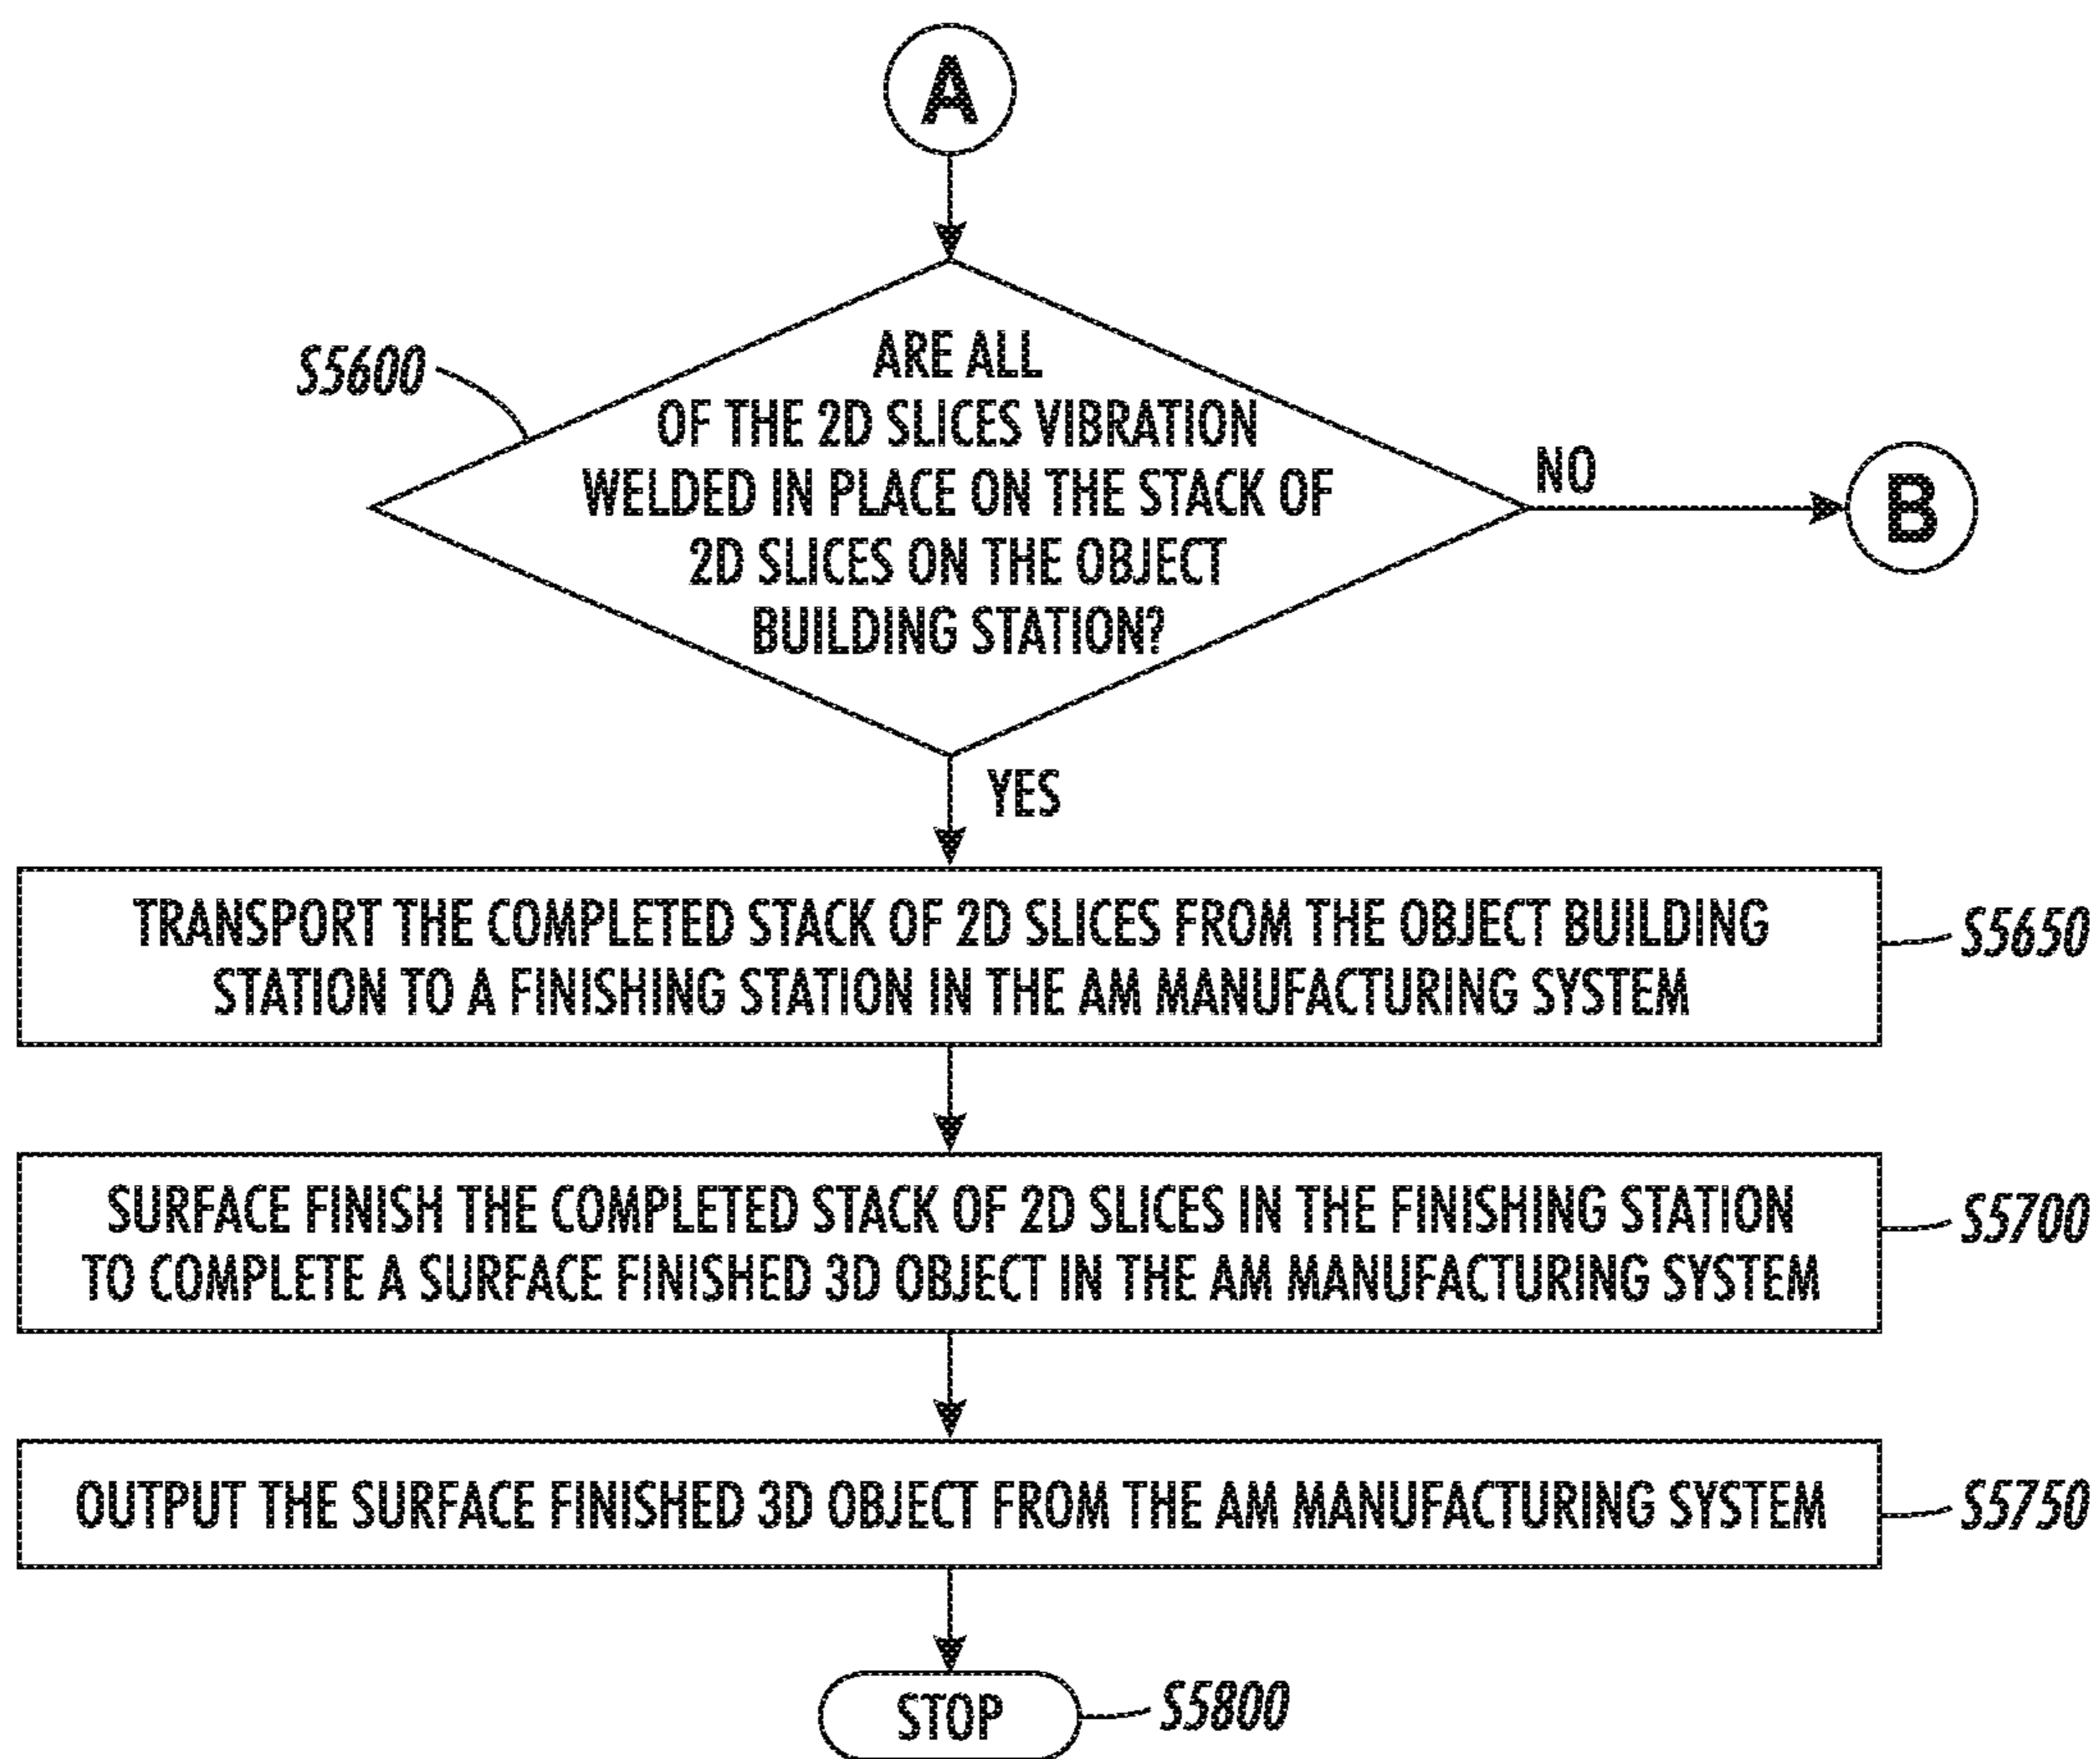 A
S5600
ARE ALL
OF THE 2D SLICES VIBRATION
WELDED IN PLACE ON THE STACK OF
2D SLICES ON THE OBJECT
BUILDING STATION?
NO
B
YES
TRANSPORT THE COMPLETED STACK OF 2D SLICES FROM THE OBJECT BUILDING
STATION TO A FINISHING STATION IN THE AM MANUFACTURING SYSTEM
S5650
SURFACE FINISH THE COMPLETED STACK OF 2D SLICES IN THE FINISHING STATION
TO COMPLETE A SURFACE FINISHED 3D OBJECT IN THE AM MANUFACTURING SYSTEM
S5700
OUTPUT THE SURFACE FINISHED 3D OBJECT FROM THE AM MANUFACTURING SYSTEM
S5750
STOP
S5800